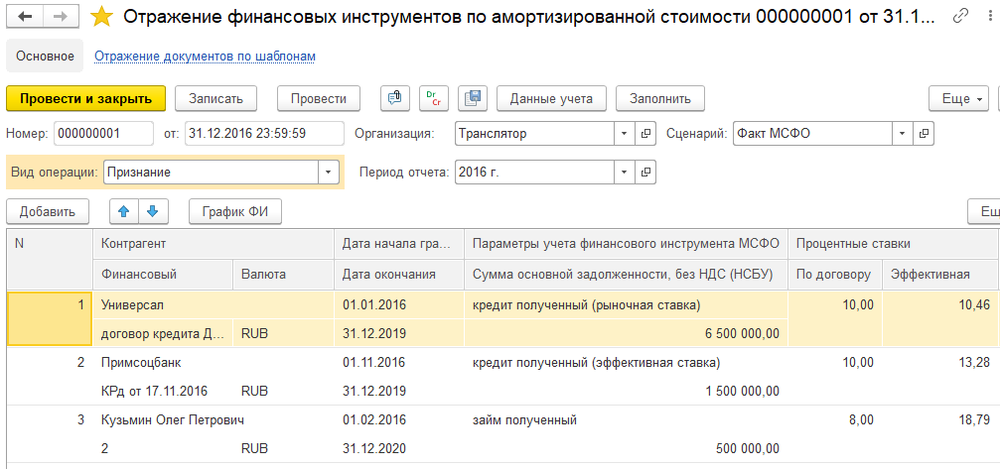 Отражение финансовых инструментов по амортизированной стоимости 000000001 от 31.1...
Основное Отражение документов по шаблонам
Провести и закрыть Записать Провести Dr Cr Данные учета Заполнить Еще
Номер: 000000001 от: 31.12.2016 23:59:59 Организация: Транслятор Сценарий: Факт МСФО
Вид операции: Признание Период отчета: 2016 г.
Добавить График ФИ Ещ
N Контрагент Дата начала гра... Параметры учета финансового инструмента МСФО Процентные ставки
Финансовый Валюта Дата окончания Сумма основной задолженности, без НДС (НСБУ) По договору Эффективная
1 Универсал 01.01.2016 кредит полученный (рыночная ставка) 10,00 10,46
договор кредита Д... RUB 31.12.2019 6 500 000,00
2 Примсоцбанк 01.11.2016 кредит полученный (эффективная ставка) 10,00 13,28
КРд от 17.11.2016 RUB 31.12.2019 1 500 000,00
3 Кузьмин Олег Петрович 01.02.2016 займ полученный 8,00 18,79
2 RUB 31.12.2020 500 000,00